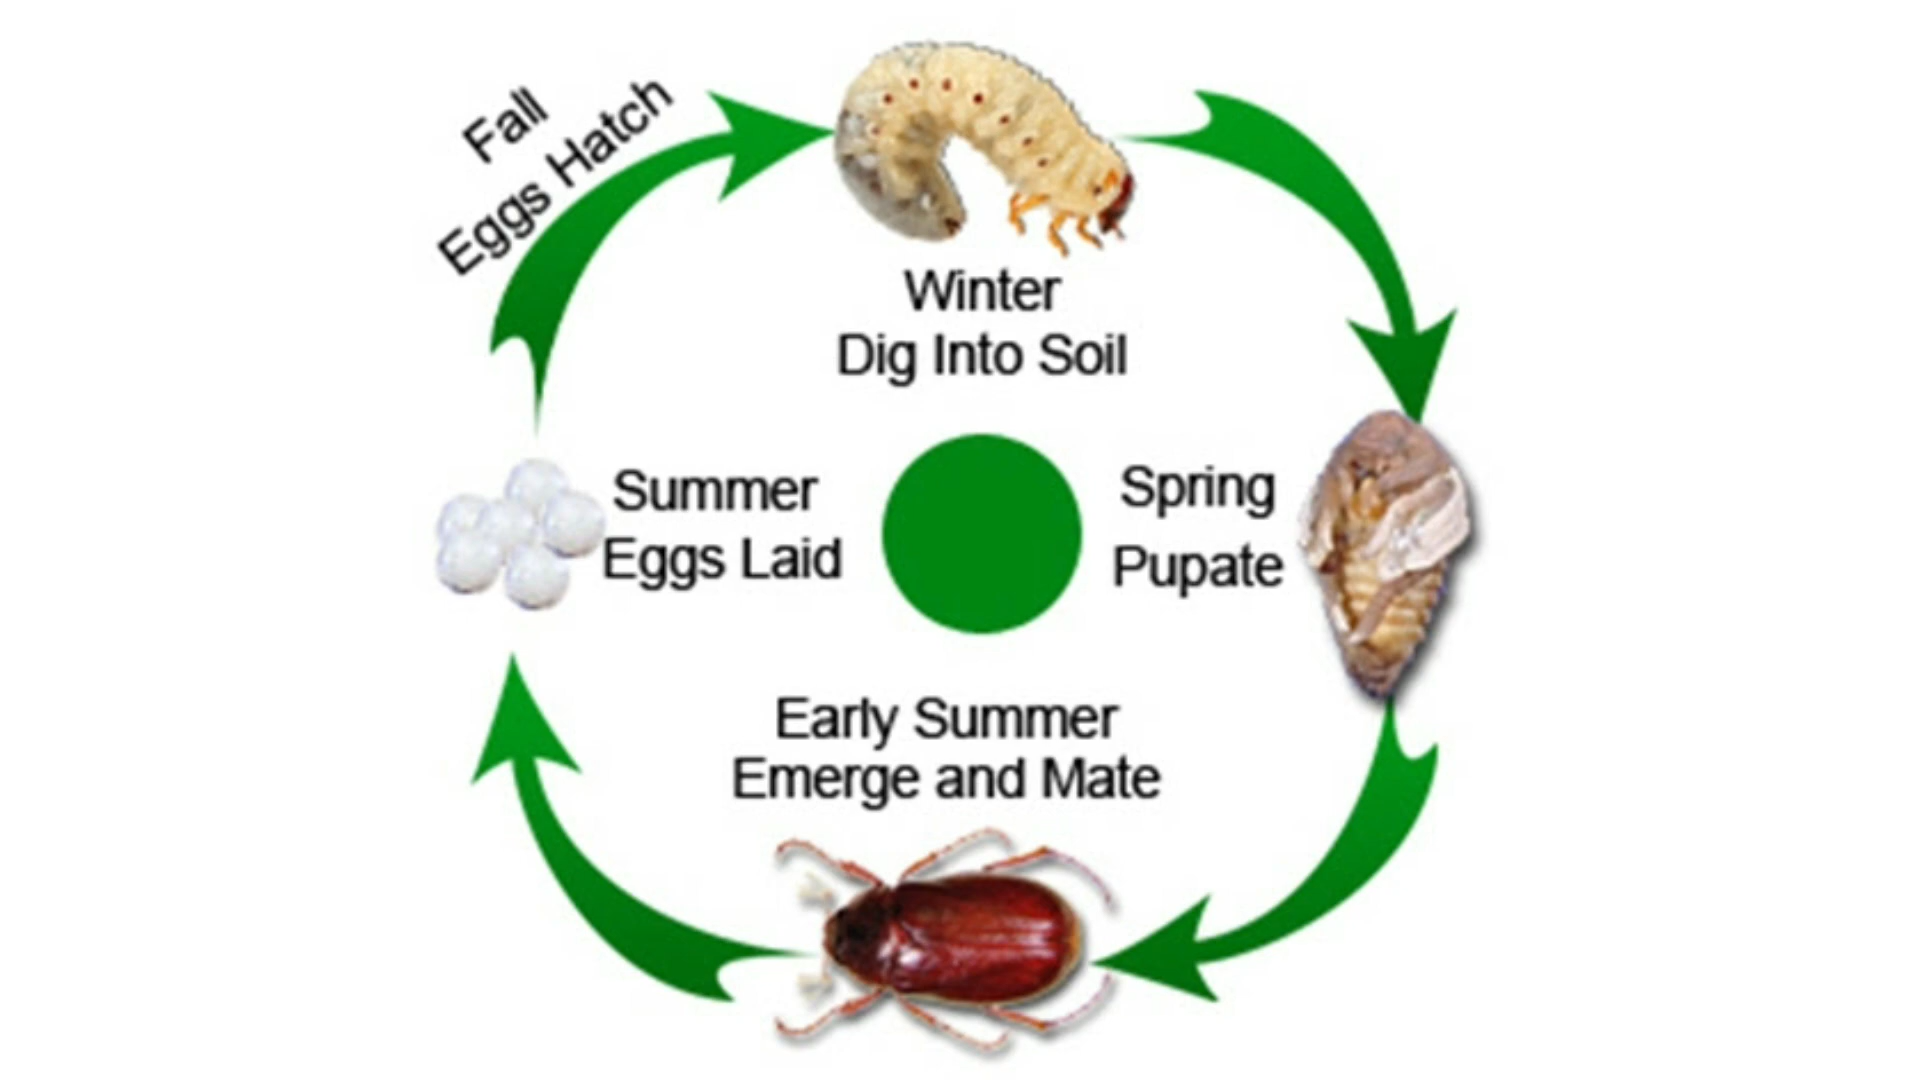 Fall
Eggs Hatch
Winter
Dig Into Soil
Summer
Eggs Laid
Spring
Pupate
Early Summer
Emerge and Mate